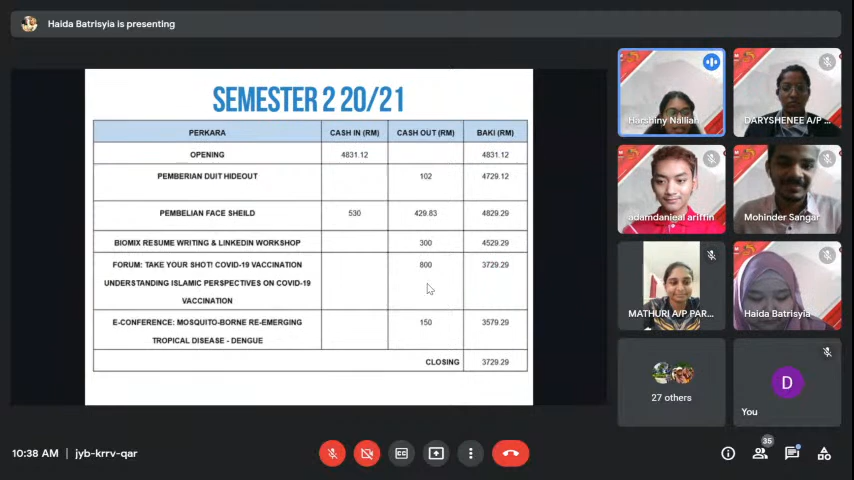 Haida Batrisyia is presenting
SEMESTER 2 20/21
PERKARA CASH IN (RM) CASH OUT (RM) BAKI (RM)
OPENING 4831.12 4831.12
PEMBERIAN DUIT HIDEOUT 102 4729.12
PEMBELIAN FACE SHEILD 530 429.83 4829.29
BIOMIX RESUME WRITING & LINKEDIN WORKSHOP 300 4529.29
FORUM: TAKE YOUR SHOT! COVID-19 VACCINATION 800 3729.29
UNDERSTANDING ISLAMIC PERSPECTIVES ON COVID-19
VACCINATION
E-CONFERENCE: MOSQUITO-BORNE RE-EMERGING 150 3579.29
TROPICAL DISEASE - DENGUE
CLOSING 3729.29
Harshiny Nallian
DARYSHENEE A/P ...
adamdanieal ariffin
Mohinder Sangar
MATHURI A/P PAR...
Haida Batrisyia
27 others
D
You
10:38 AM | jyb-krrv-qar
CC
35